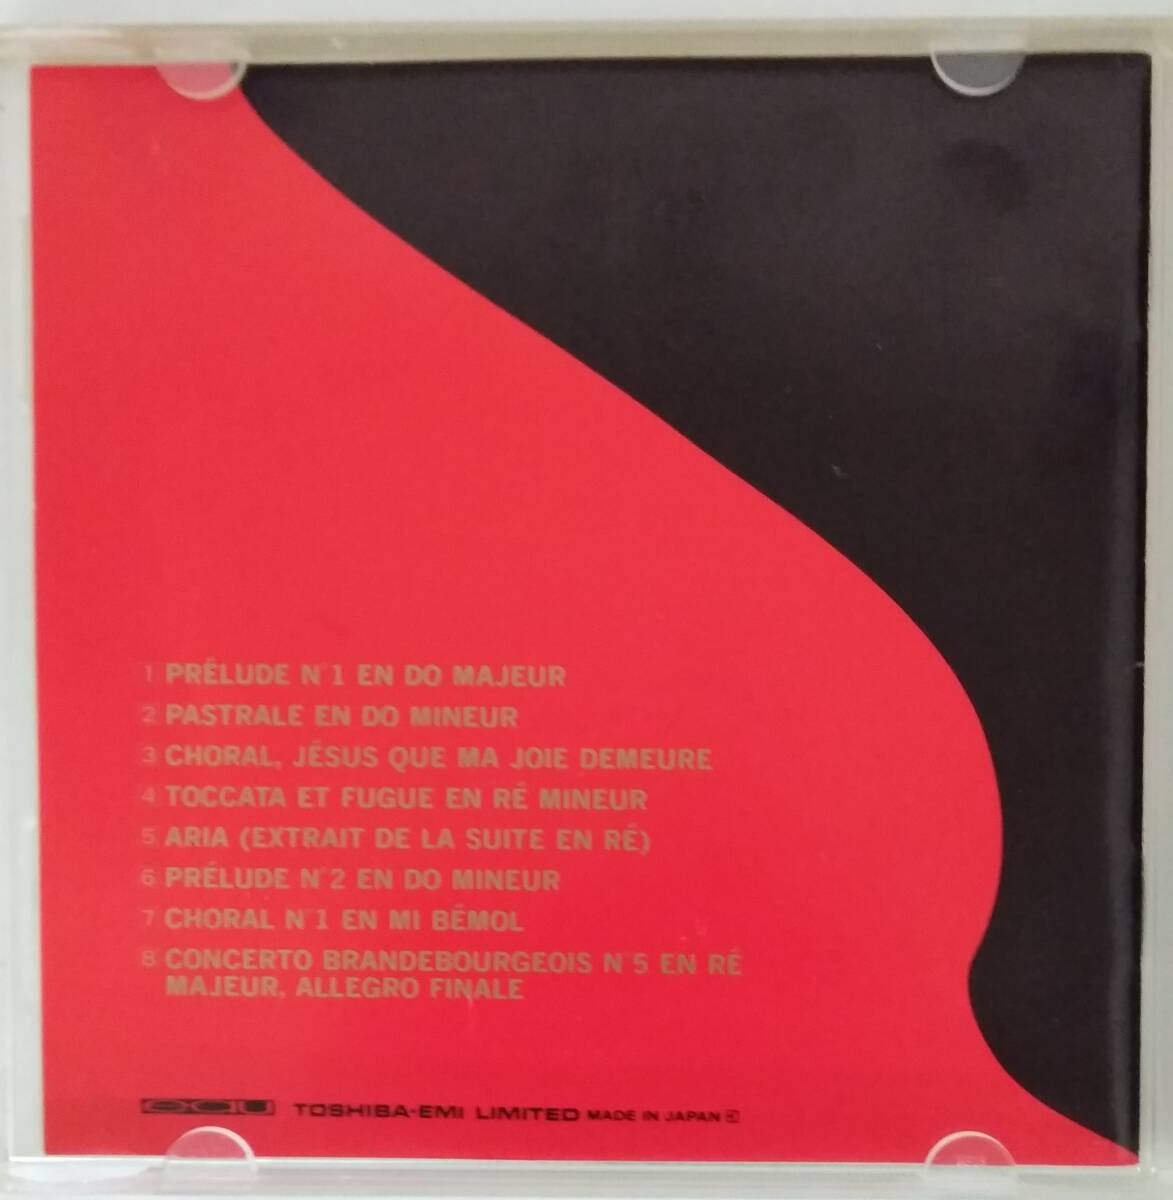 1 PRÉLUDE N°1 EN DO MAJEUR
2 PASTRALE EN DO MINEUR
3 CHORAL, JÉSUS QUE MA JOIE DEMEURE
4 TOCCATA ET FUGUE EN RÉ MINEUR
5 ARIA (EXTRAIT DE LA SUITE EN RÉ)
6 PRÉLUDE N°2 EN DO MINEUR
7 CHORAL N°1 EN MI BÉMOL
8 CONCERTO BRANDEBOURGEOIS N°5 EN RÉ
MAJEUR, ALLEGRO FINALE
eau TOSHIBA-EMI LIMITED MADE IN JAPAN